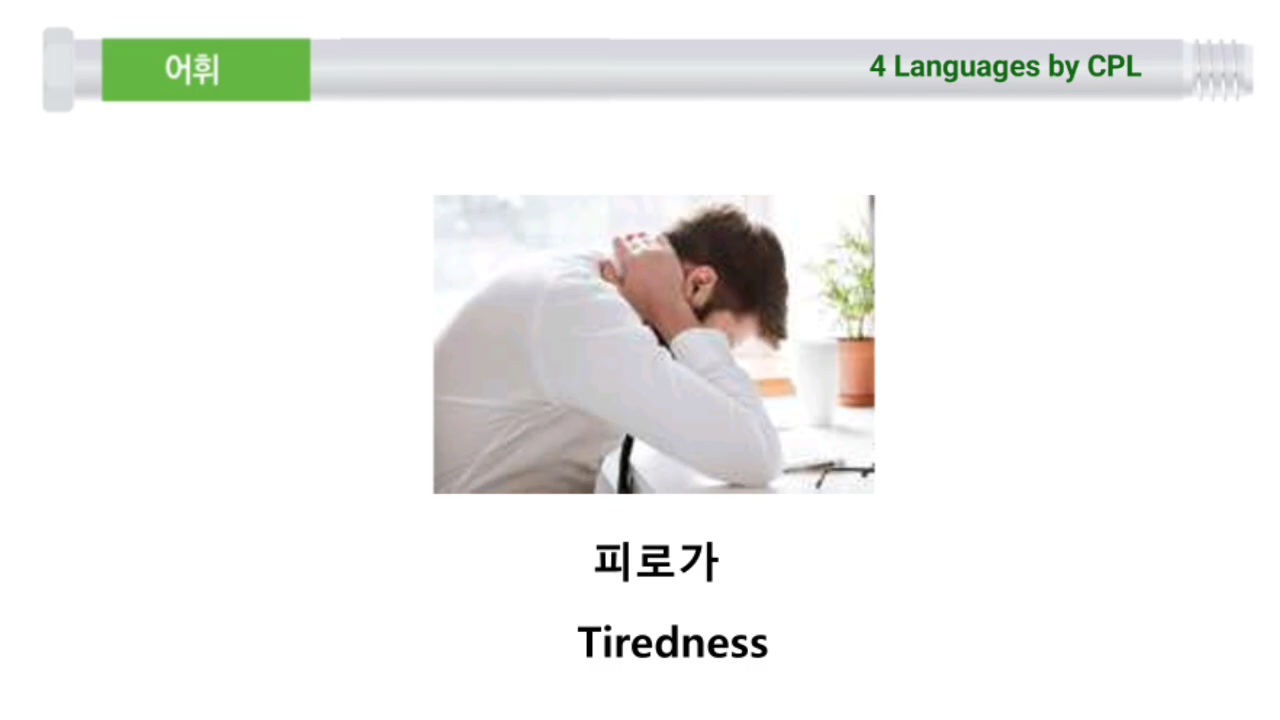 어휘
4 Languages by CPL
피로가
Tiredness